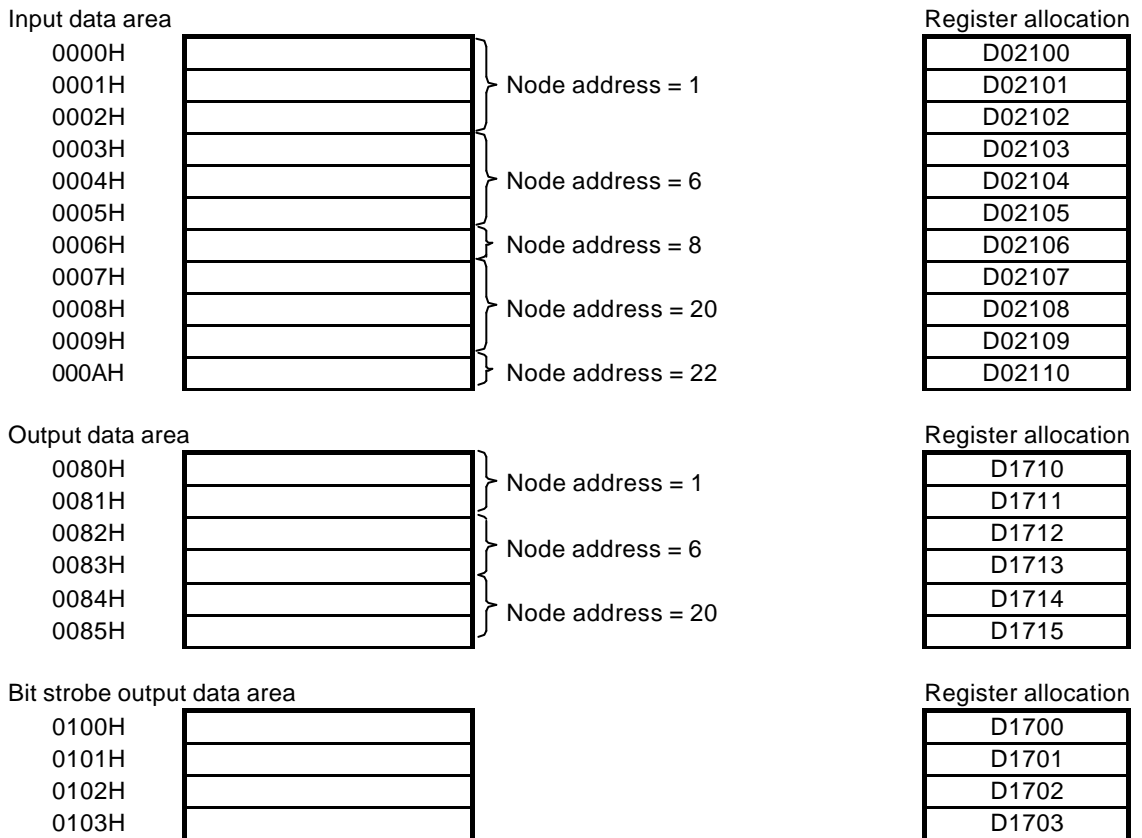 Input data area Register allocation
0000H D02100
0001H Node address = 1 D02101
0002H D02102
0003H D02103
0004H Node address = 6 D02104
0005H D02105
0006H Node address = 8 D02106
0007H D02107
0008H Node address = 20 D02108
0009H D02109
000AH Node address = 22 D02110
Output data area Register allocation
0080H Node address = 1 D1710
0081H D1711
0082H Node address = 6 D1712
0083H D1713
0084H Node address = 20 D1714
0085H D1715
Bit strobe output data area Register allocation
0100H D1700
0101H D1701
0102H D1702
0103H D1703